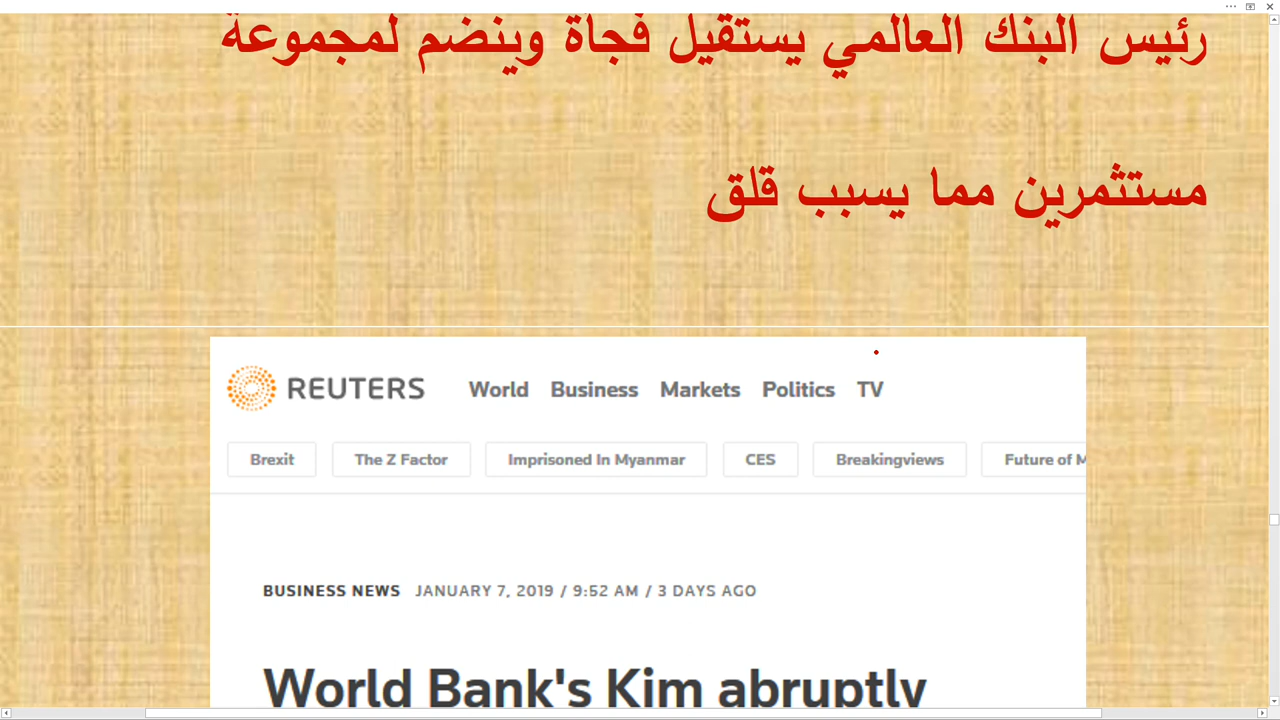 رئيس البنك العالمي يستقيل فجاة وينضم لمجموعة
مستثمرين مما يسبب قلق
REUTERS World Business Markets Politics TV
Brexit The Z Factor Imprisoned In Myanmar CES Breakingviews Future of M
BUSINESS NEWS JANUARY 7, 2019 / 9:52 AM / 3 DAYS AGO
World Bank's Kim abruptly